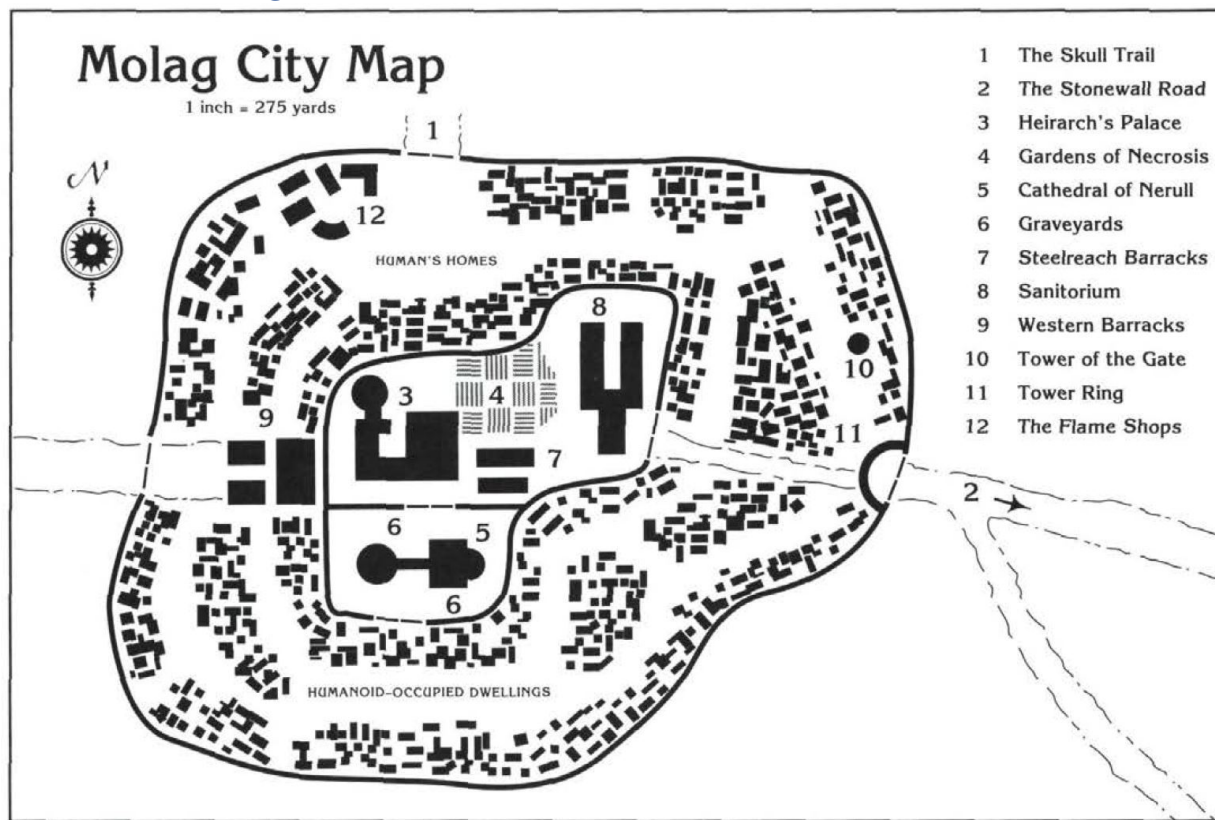 Molag City Map
1 inch = 275 yards
N
1 The Skull Trail
2 The Stonewall Road
3 Heirarch's Palace
4 Gardens of Necrosis
5 Cathedral of Nerull
6 Graveyards
7 Steelreach Barracks
8 Sanitorium
9 Western Barracks
10 Tower of the Gate
11 Tower Ring
12 The Flame Shops
1
12
HUMAN'S HOMES
8
10
3
4
9
11
7
2
6
5
6
HUMANOID-OCCUPIED DWELLINGS